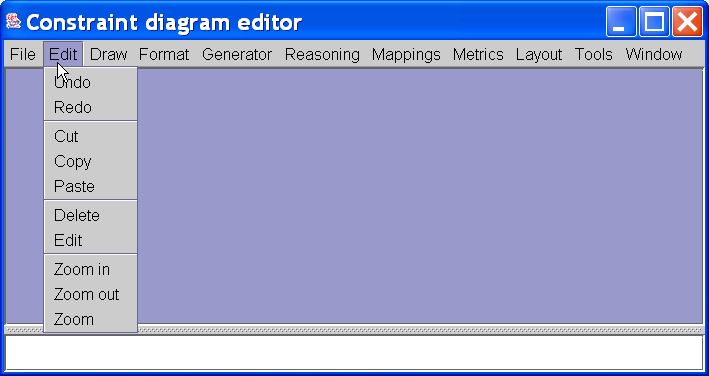 Constraint diagram editor
File Edit Draw Format Generator Reasoning Mappings Metrics Layout Tools Window
Undo
Redo
Cut
Copy
Paste
Delete
Edit
Zoom in
Zoom out
Zoom